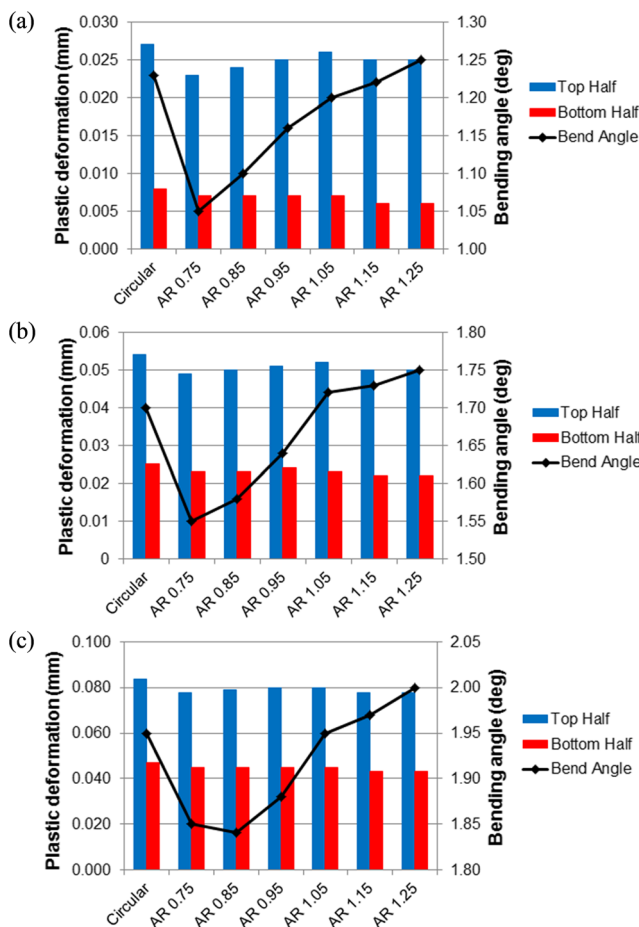 (a)
Plastic deformation (mm)
0.030
0.025
0.020
0.015
0.010
0.005
0.000
1.30
1.25
1.20
1.15
1.10
1.05
1.00
Bending angle (deg)
Circular
AR 0.75
AR 0.85
AR 0.95
AR 1.05
AR 1.15
AR 1.25
Top Half
Bottom Half
Bend Angle
(b)
Plastic deformation (mm)
0.06
0.05
0.04
0.03
0.02
0.01
0
1.80
1.75
1.70
1.65
1.60
1.55
1.50
Bending angle (deg)
Circular
AR 0.75
AR 0.85
AR 0.95
AR 1.05
AR 1.15
AR 1.25
Top Half
Bottom Half
Bend Angle
(c)
Plastic deformation (mm)
0.100
0.080
0.060
0.040
0.020
0.000
2.05
2.00
1.95
1.90
1.85
1.80
Bending angle (deg)
Circular
AR 0.75
AR 0.85
AR 0.95
AR 1.05
AR 1.15
AR 1.25
Top Half
Bottom Half
Bend Angle